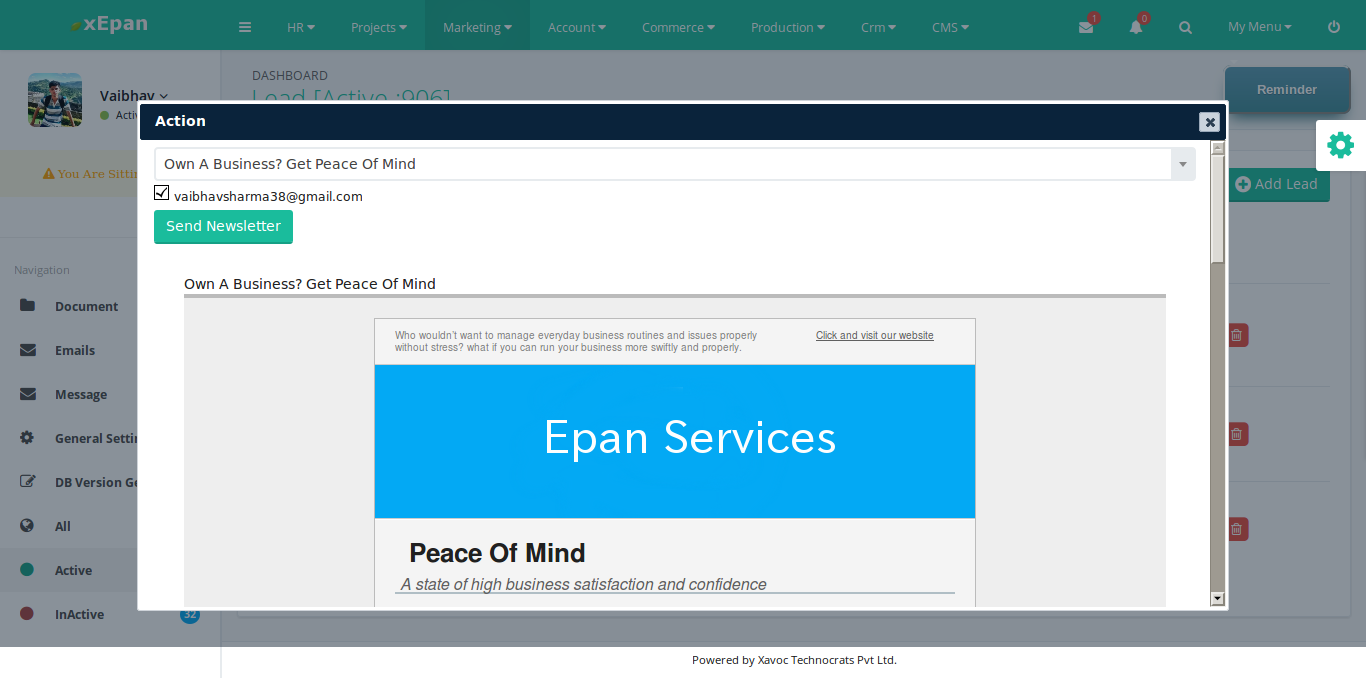 xEpan
HR
Projects
Marketing
Account
Commerce
Production
Crm
CMS
1
0
My Menu
Vaibhav
DASHBOARD
Lead [Active :906]
Reminder
Action
You Are
Own A Business? Get Peace Of Mind
vaibhavsharma38@gmail.com
Add Lead
Send Newsletter
Navigation
Document
Emails
Message
General
DB Version
All
Active
InActive
32
Own A Business? Get Peace Of Mind
Who wouldn't want to manage everyday business routines and issues properly
without stress? what if you can run your business more swiftly and properly.
Click and visit our website
Epan Services
Peace Of Mind
A state of high business satisfaction and confidence
Powered by Xavoc Technocrats Pvt Ltd.